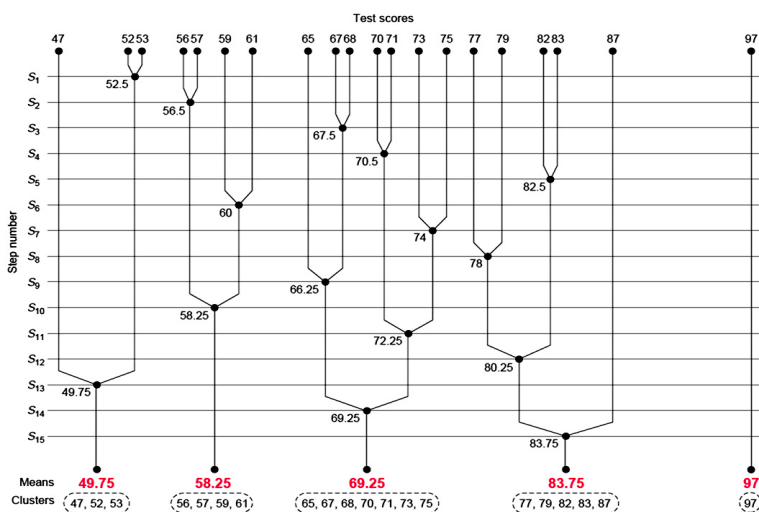 Test scores
47 52 53 56 57 59 61 65 67 68 70 71 73 75 77 79 82 83 87 97
Step number
S1
52.5
S2
56.5
S3
67.5
S4
70.5
S5
82.5
S6
60
S7
74
S8
78
S9
66.25
S10
58.25
S11
72.25
S12
80.25
S13
49.75
S14
69.25
S15
83.75
Means 49.75 58.25 69.25 83.75 97
Clusters 47, 52, 53 56, 57, 59, 61 65, 67, 68, 70, 71, 73, 75 77, 79, 82, 83, 87 97